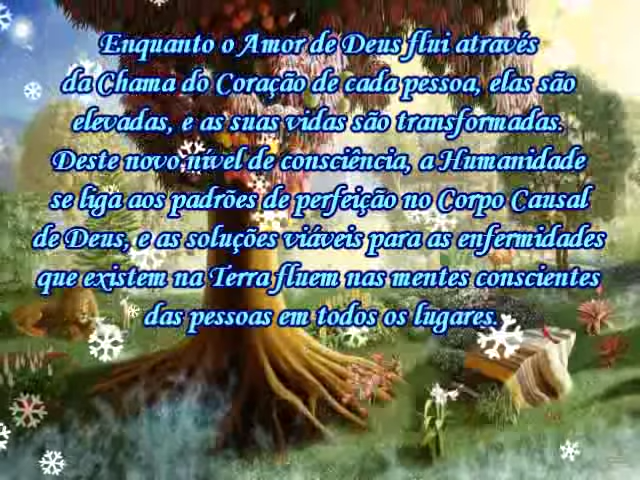 Enquanto o Amor de Deus flui através
da Chama do Coração de cada pessoa, elas são
elevadas, e as suas vidas são transformadas.
Deste novo nível de consciência, a Humanidade
se liga aos padrões de perfeição no Corpo Causal
de Deus, e as soluções viáveis para as enfermidades
que existem na Terra fluem nas mentes conscientes
das pessoas em todos os lugares.